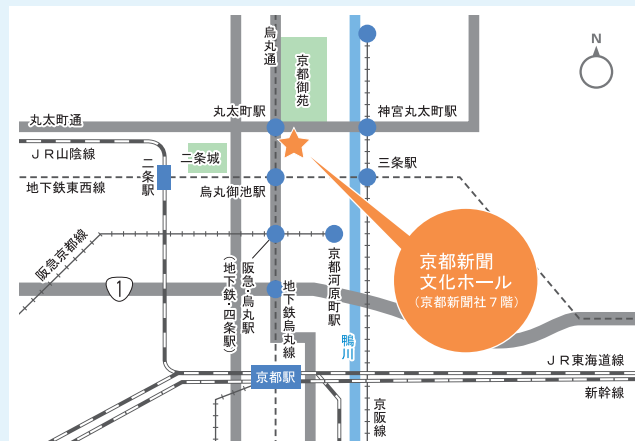 N
烏丸通
京都御苑
丸太町駅
神宮丸太町駅
丸太町通
JR山陰線
二条城
二条駅
三条駅
地下鉄東西線
烏丸御池駅
京都新聞
文化ホール
（京都新聞社7階）
阪急京都線
阪急・烏丸駅
（地下鉄・四条駅）
京都河原町駅
1
地下鉄烏丸線
鴨川
JR東海道線
京都駅
新幹線
京阪線